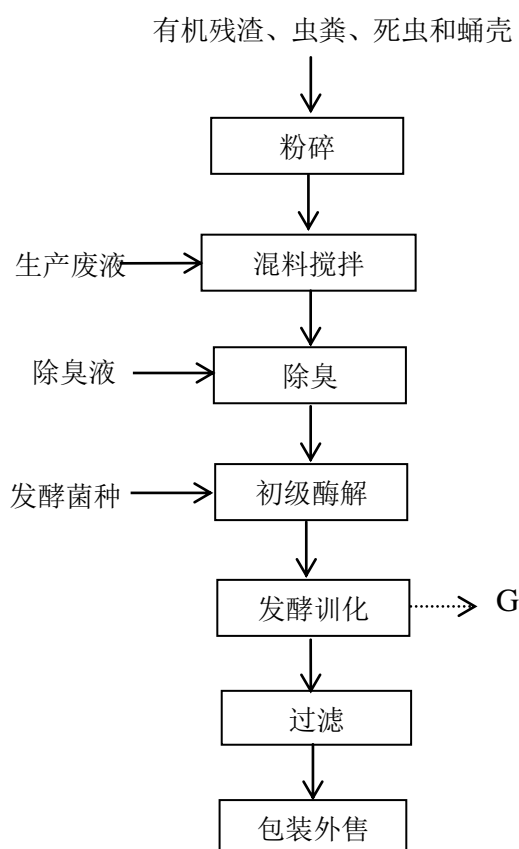 有机残渣、虫粪、死虫和蛹壳
粉碎
生产废液
混料搅拌
除臭液
除臭
发酵菌种
初级酶解
发酵训化
G
过滤
包装外售